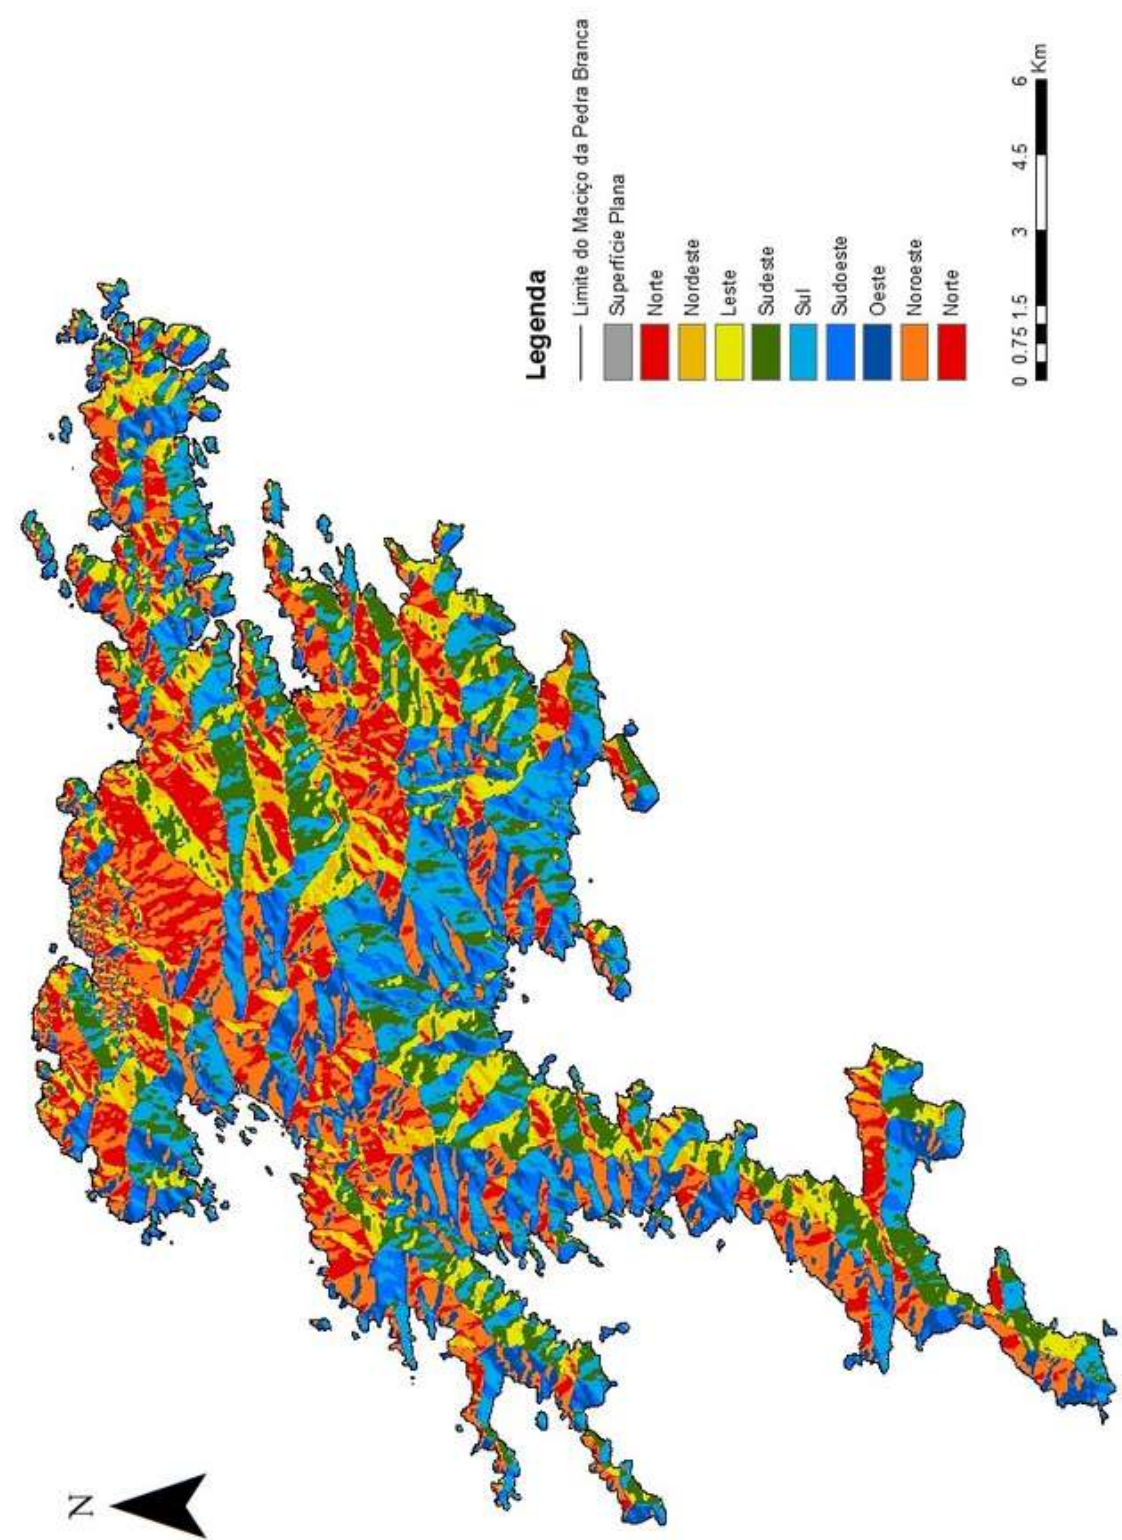 N
Legenda
Limite do Maciço da Pedra Branca
Superfície Plana
Norte
Nordeste
Leste
Sudeste
Sul
Sudoeste
Oeste
Noroeste
Norte
0 0.75 1.5 3 4.5 6
Km